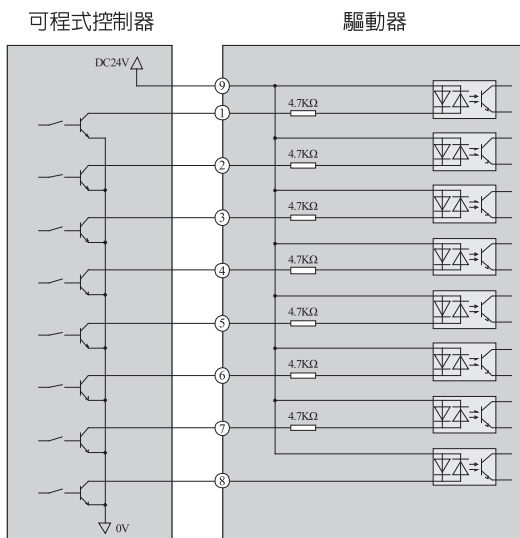 可程式控制器
驅動器
DC24V
⑨
①
4.7KΩ
②
4.7KΩ
③
4.7KΩ
④
4.7KΩ
⑤
4.7KΩ
⑥
4.7KΩ
⑦
4.7KΩ
⑧
0V